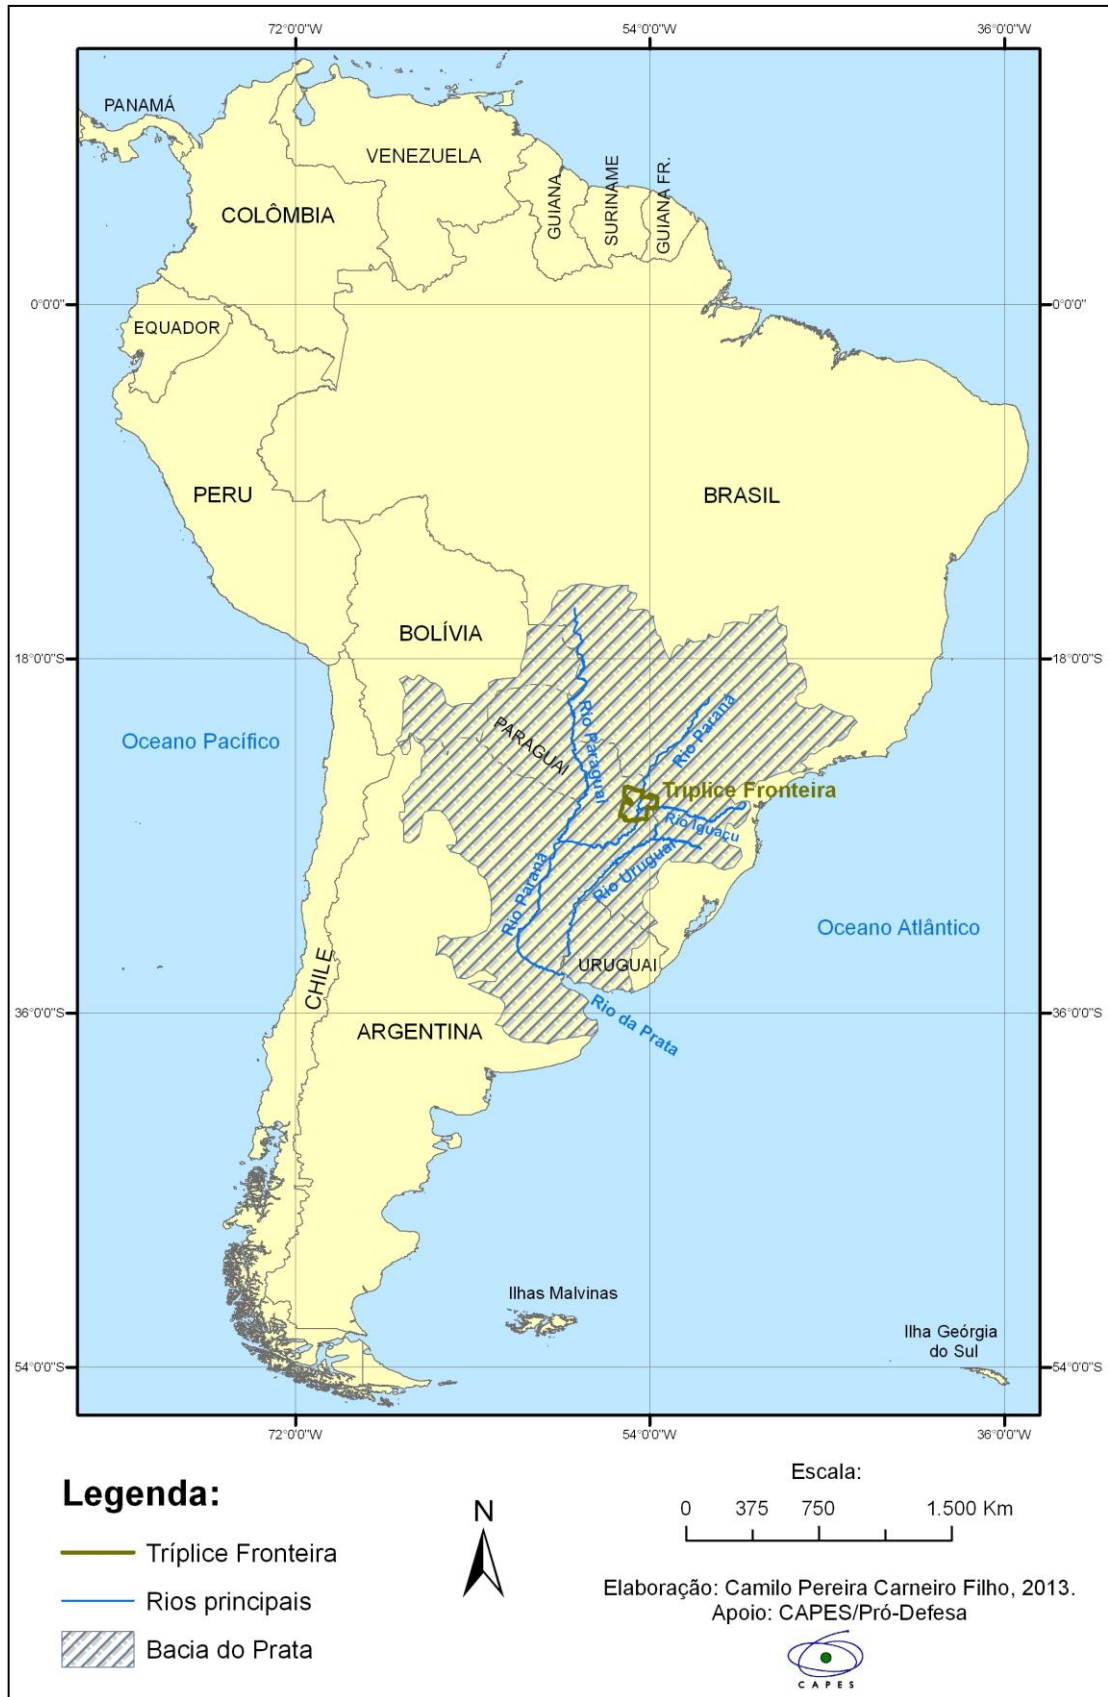 72°0'0"W
54°0'0"W
36°0'0"W
PANAMÁ
VENEZUELA
GUIANA
SURINAME
GUIANA FR.
COLÔMBIA
0°0'0"
0°0'0"
EQUADOR
PERU
BRASIL
BOLÍVIA
18°0'0"S
18°0'0"S
Oceano Pacífico
PARAGUAI
Rio Paraguai
Rio Paraná
Tríplice Fronteira
Rio Iguaçu
Rio Uruguai
Rio Paraná
Oceano Atlântico
CHILE
URUGUAI
36°0'0"S
36°0'0"S
ARGENTINA
Rio da Prata
Ilhas Malvinas
Ilha Geórgia
do Sul
54°0'0"S
54°0'0"S
72°0'0"W
54°0'0"W
36°0'0"W
Legenda:
Tríplice Fronteira
Rios principais
Bacia do Prata
N
Escala:
0 375 750 1.500 Km
Elaboração: Camilo Pereira Carneiro Filho, 2013.
Apoio: CAPES/Pró-Defesa
CAPES